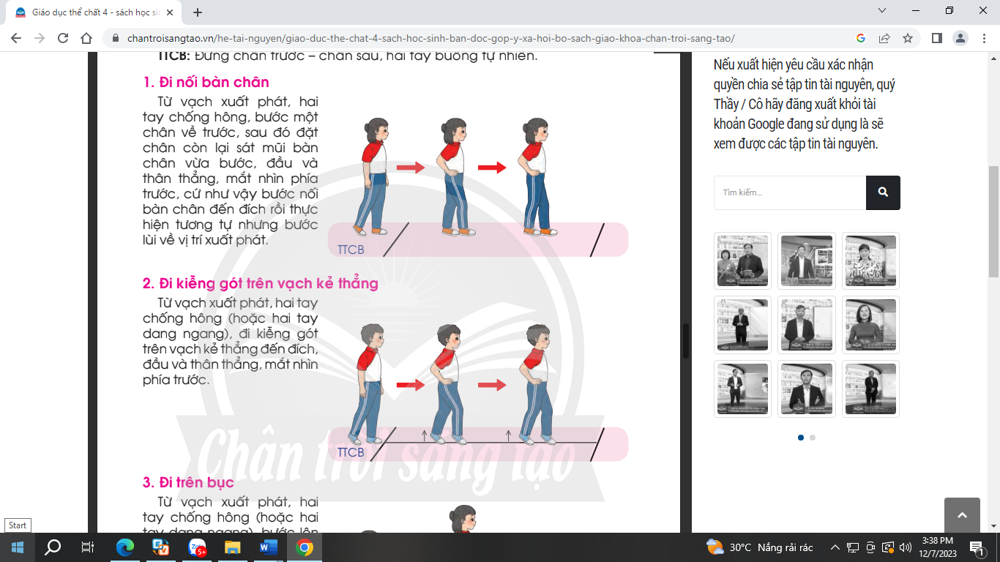 Giáo dục thể chất 4 - sách học sin
chantroisangtao.vn/he-tai-nguyen/giao-duc-the-chat-4-sach-hoc-sinh-ban-doc-gop-y-xa-hoi-bo-sach-giao-khoa-chan-troi-sang-tao/
TTCB: Đứng chân trước – chân sau, hai tay buông tự nhiên.
1. Đi nối bàn chân
Từ vạch xuất phát, hai
tay chống hông, bước một
chân về trước, sau đó đặt
chân còn lại sát mũi bàn
chân vừa bước, đầu và
thân thẳng, mắt nhìn phía
trước, cứ như vậy bước nối
bàn chân đến đích rồi thực
hiện tương tự nhưng bước
lùi về vị trí xuất phát.
TTCB
2. Đi kiễng gót trên vạch kẻ thẳng
Từ vạch xuất phát, hai tay
chống hông (hoặc hai tay
dang ngang), đi kiễng gót
trên vạch kẻ thẳng đến đích,
đầu và thân thẳng, mắt nhìn
phía trước.
TTCB
Chân trời sáng tạo
3. Đi trên bục
Từ vạch xuất phát, hai
tay chống hông (hoặc hai
tay dang ngang), bước lên
Nếu xuất hiện yêu cầu xác nhận
quyền chia sẻ tập tin tài nguyên, quý
Thầy / Cô hãy đăng xuất khỏi tài
khoản Google đang sử dụng là sẽ
xem được các tập tin tài nguyên.
Tìm kiếm...
Start
5+
30°C Nắng rải rác
3:38 PM
12/7/2023
1